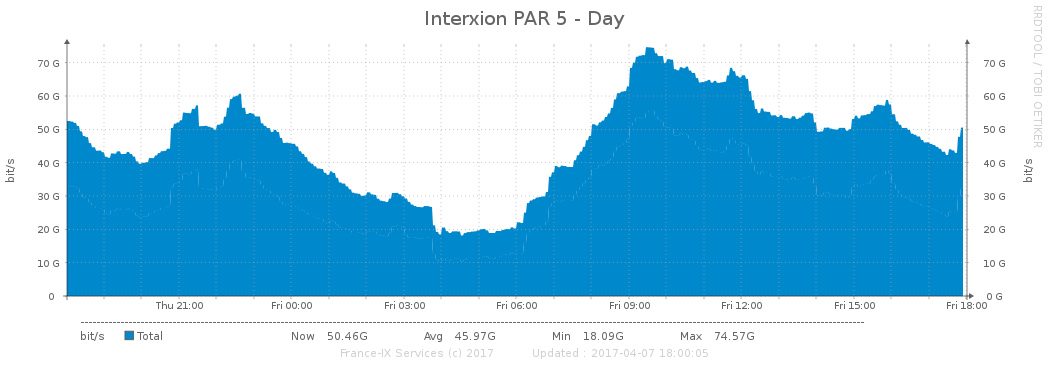 Interxion PAR 5 - Day
RRDTOOL / TOBI OETIKER
70 G 70 G
60 G 60 G
50 G 50 G
40 G 40 G
30 G 30 G
20 G 20 G
10 G 10 G
0 0 G
bit/s bit/s
Thu 21:00 Fri 00:00 Fri 03:00 Fri 06:00 Fri 09:00 Fri 12:00 Fri 15:00 Fri 18:00
bit/s Total Now 50.46G Avg 45.97G Min 18.09G Max 74.57G
France-IX Services (c) 2017 Updated : 2017-04-07 18:00:05